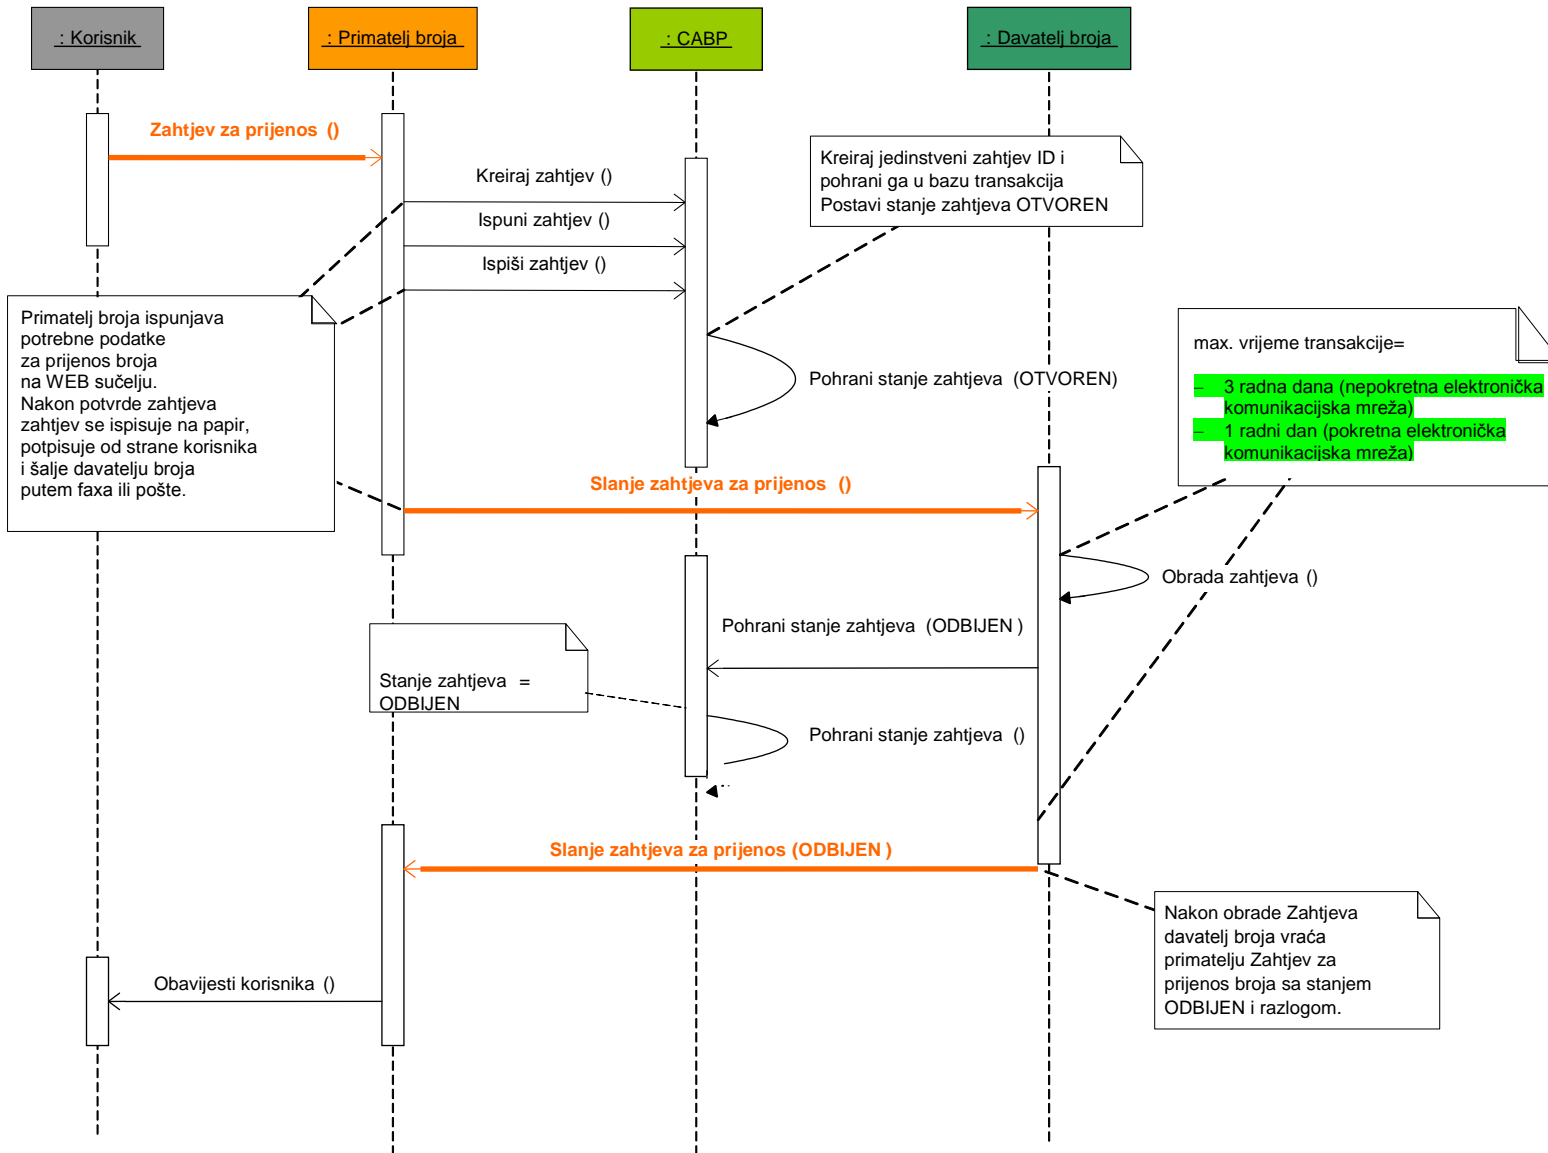 : Korisnik
: Primatelj broja
: CABP
: Davatelj broja
Zahtjev za prijenos ()
Kreiraj zahtjev ()
Ispuni zahtjev ()
Ispiši zahtjev ()
Kreiraj jedinstveni zahtjev ID i
pohrani ga u bazu transakcija
Postavi stanje zahtjeva OTVOREN
Primatelj broja ispunjava
potrebne podatke
za prijenos broja
na WEB sučelju.
Nakon potvrde zahtjeva
zahtjev se ispisuje na papir,
potpisuje od strane korisnika
i šalje davatelju broja
putem faxa ili pošte.
max. vrijeme transakcije=
– 3 radna dana (nepokretna elektronička
komunikacijska mreža)
– 1 radni dan (pokretna elektronička
komunikacijska mreža)
Pohrani stanje zahtjeva (OTVOREN)
Slanje zahtjeva za prijenos ()
Obrada zahtjeva ()
Pohrani stanje zahtjeva (ODBIJEN )
Stanje zahtjeva =
ODBIJEN
Pohrani stanje zahtjeva ()
Slanje zahtjeva za prijenos (ODBIJEN )
Nakon obrade Zahtjeva
davatelj broja vraća
primatelju Zahtjev za
prijenos broja sa stanjem
ODBIJEN i razlogom.
Obavijesti korisnika ()